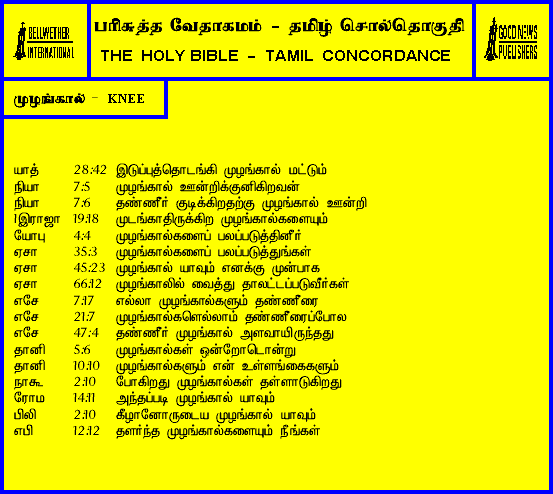 BELLWETHER
INTERNATIONAL
பரிசுத்த வேதாகமம் - தமிழ் சொல்தொகுதி
THE HOLY BIBLE - TAMIL CONCORDANCE
GOOD NEWS
PUBLISHERS
முழங்கால் - KNEE
யாத் 28:42 இடுப்புத்தொடங்கி முழங்கால் மட்டும்
நியா 7:5 முழங்கால் ஊன்றிக்குனிகிறவன்
நியா 7:6 தண்ணீர் குடிக்கிறதற்கு முழங்கால் ஊன்றி
1இராஜா 19:18 முடங்காதிருக்கிற முழங்கால்களையும்
யோபு 4:4 முழங்கால்களைப் பலப்படுத்தினீர்
ஏசா 35:3 முழங்கால்களைப் பலப்படுத்துங்கள்
ஏசா 45:23 முழங்கால் யாவும் எனக்கு முன்பாக
ஏசா 66:12 முழங்காலில் வைத்து தாலாட்டப்படுவீர்கள்
எசே 7:17 எல்லா முழங்கால்களும் தண்ணீரை
எசே 21:7 முழங்கால்களெல்லாம் தண்ணீரைப்போல
எசே 47:4 தண்ணீர் முழங்கால் அளவாயிருந்தது
தானி 5:6 முழங்கால்கள் ஒன்றோடொன்று
தானி 10:10 முழங்கால்களும் என் உள்ளங்கைகளும்
நாகூ 2:10 போகிறது முழங்கால்கள் தள்ளாடுகிறது
ரோம 14:11 அந்தப்படி முழங்கால் யாவும்
பிலி 2:10 கீழானோருடைய முழங்கால் யாவும்
எபி 12:12 தளர்ந்த முழங்கால்களையும் நீங்கள்